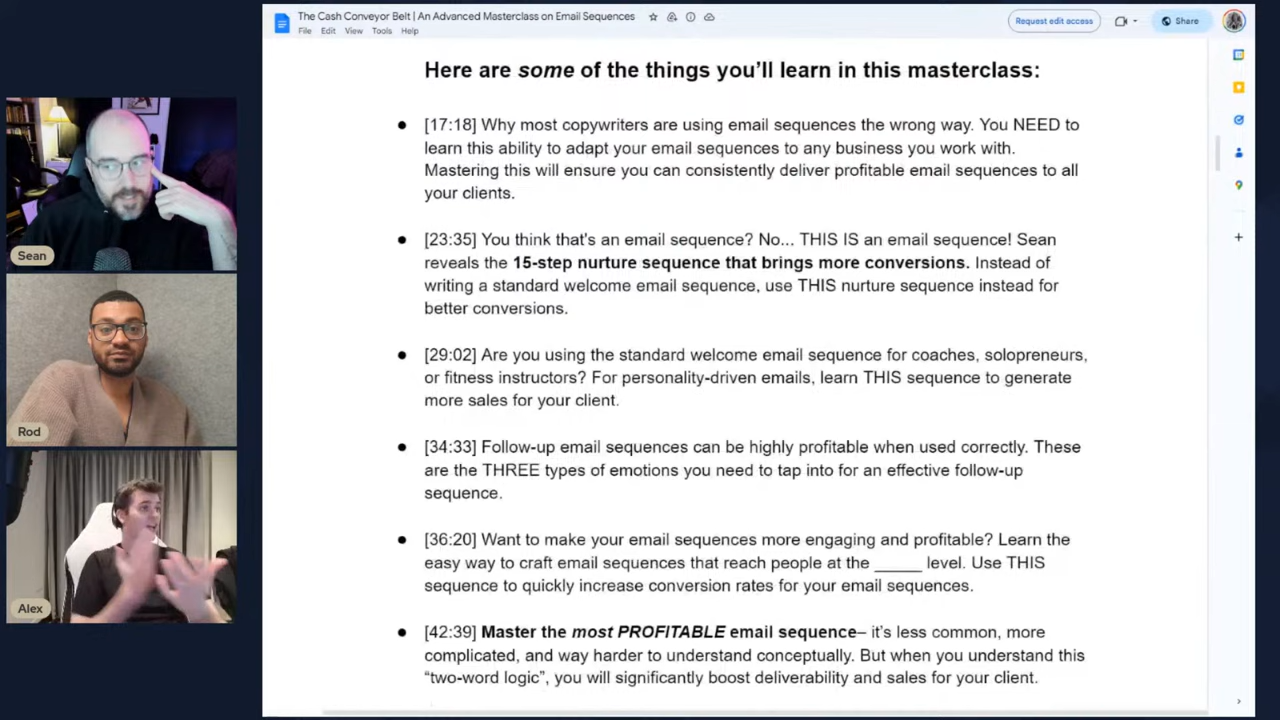 The Cash Conveyor Belt | An Advanced Masterclass on Email Sequences
File Edit View Tools Help
Request edit access
Share
Here are some of the things you’ll learn in this masterclass:
● [17:18] Why most copywriters are using email sequences the wrong way. You NEED to
learn this ability to adapt your email sequences to any business you work with.
Mastering this will ensure you can consistently deliver profitable email sequences to all
your clients.
● [23:35] You think that's an email sequence? No... THIS IS an email sequence! Sean
reveals the 15-step nurture sequence that brings more conversions. Instead of
writing a standard welcome email sequence, use THIS nurture sequence instead for
better conversions.
● [29:02] Are you using the standard welcome email sequence for coaches, solopreneurs,
or fitness instructors? For personality-driven emails, learn THIS sequence to generate
more sales for your client.
● [34:33] Follow-up email sequences can be highly profitable when used correctly. These
are the THREE types of emotions you need to tap into for an effective follow-up
sequence.
● [36:20] Want to make your email sequences more engaging and profitable? Learn the
easy way to craft email sequences that reach people at the _____ level. Use THIS
sequence to quickly increase conversion rates for your email sequences.
● [42:39] Master the most PROFITABLE email sequence– it’s less common, more
complicated, and way harder to understand conceptually. But when you understand this
“two-word logic”, you will significantly boost deliverability and sales for your client.
Sean
Rod
Alex